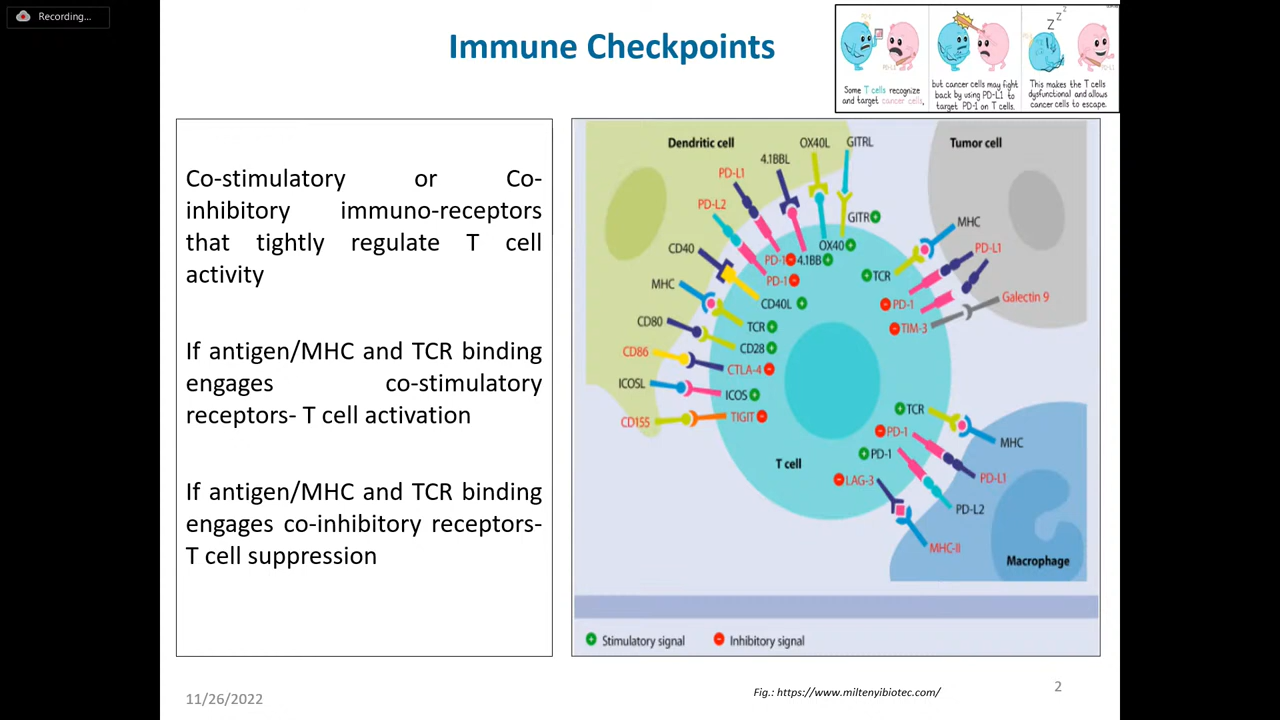 Recording...
Immune Checkpoints
Some T cells recognize
and target cancer cells,
but cancer cells may fight
back by using PD-L1 to
target PD-1 on T cells.
This makes the T cells
dysfunctional and allows
cancer cells to escape.
Co-stimulatory or Co-
inhibitory immuno-receptors
that tightly regulate T cell
activity
If antigen/MHC and TCR binding
engages co-stimulatory
receptors- T cell activation
If antigen/MHC and TCR binding
engages co-inhibitory receptors-
T cell suppression
Dendritic cell
OX40L
GITRL
Tumor cell
4.1BBL
PD-L1
PD-L2
GITR
MHC
CD40
OX40
PD-L1
PD-1
4.1BB
TCR
MHC
PD-1
Galectin 9
CD40L
PD-1
CD80
TCR
TIM-3
CD86
CD28
CTLA-4
ICOSL
ICOS
TCR
CD155
TIGIT
PD-1
MHC
PD-1
T cell
LAG-3
PD-L1
PD-L2
MHC-II
Macrophage
Stimulatory signal
Inhibitory signal
11/26/2022
Fig.: https://www.miltenyibiotec.com/
2